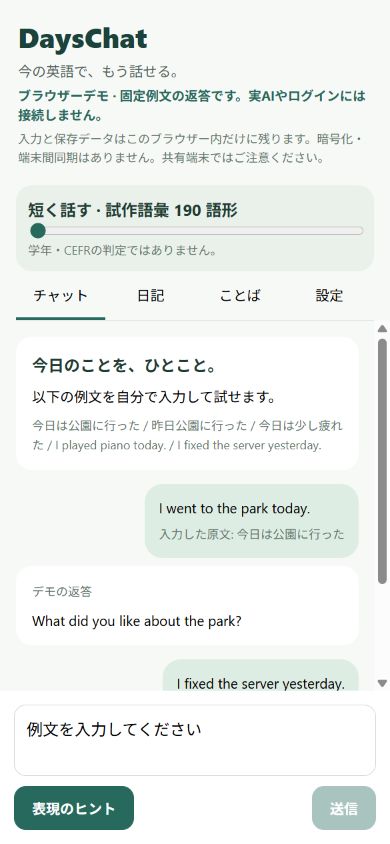 DaysChat
今の英語で、もう話せる。
ブラウザーデモ · 固定例文の返答です。実AIやログインには
接続しません。
入力と保存データはこのブラウザー内だけに残ります。暗号化・
端末間同期はありません。共有端末ではご注意ください。
短く話す · 試作語彙 190 語形
学年・CEFRの判定ではありません。
チャット 日記 ことば 設定
今日のことを、ひとこと。
以下の例文を自分で入力して試せます。
今日は公園に行った / 昨日公園に行った / 今日は少し疲れ
た / I played piano today. / I fixed the server yesterday.
I went to the park today.
入力した原文: 今日は公園に行った
デモの返答
What did you like about the park?
I fixed the server yesterday.
例文を入力してください
表現のヒント 送信